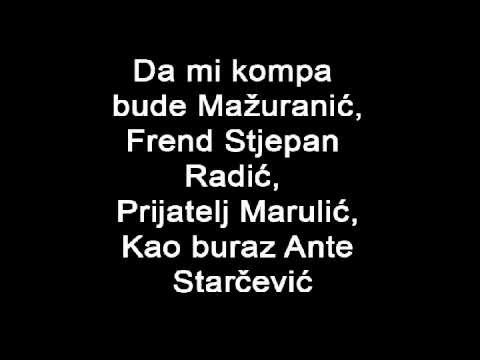 Da mi kompa
bude Mažuranić,
Frend Stjepan
Radić,
Prijatelj Marulić,
Kao buraz Ante
Starčević